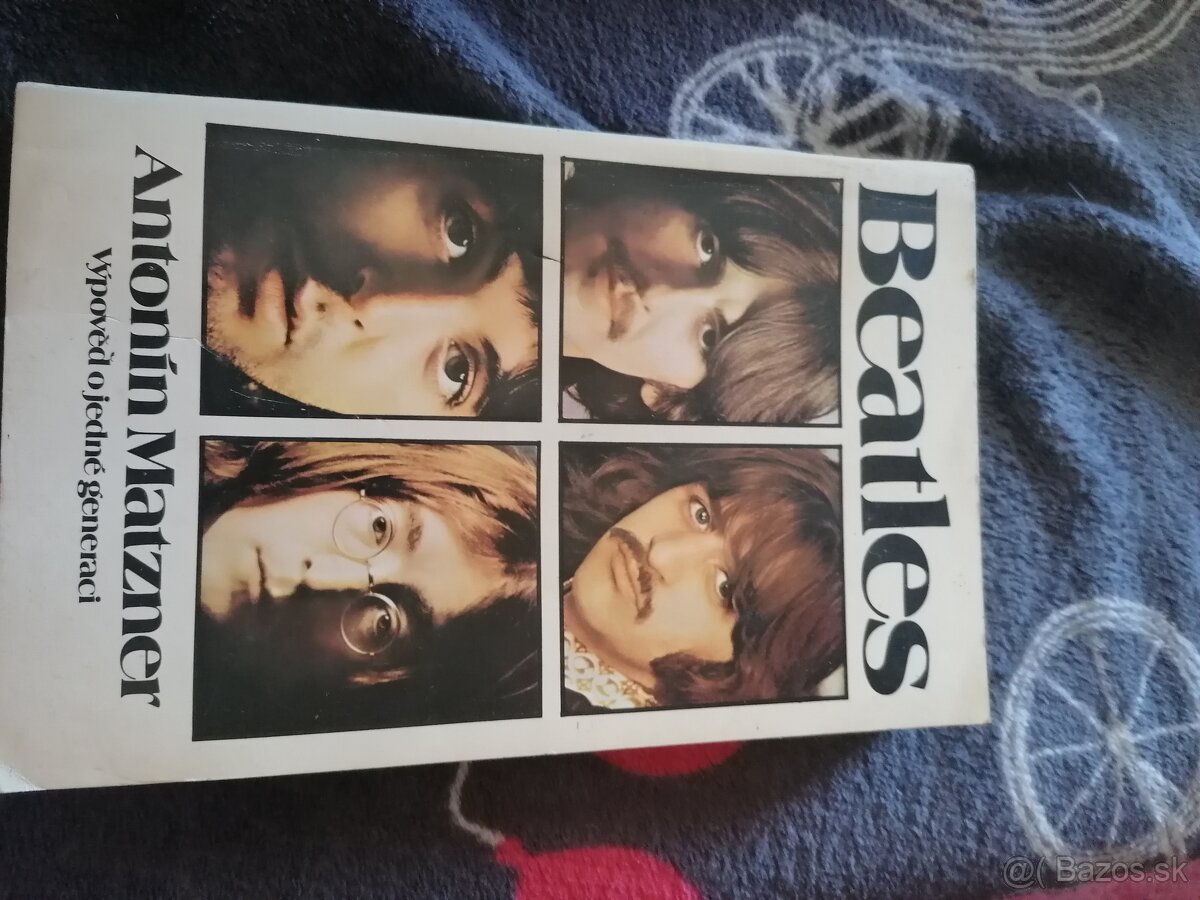 Beatles
Antonín Matzner
Výpověď o jedné generaci
@( Bazos.sk